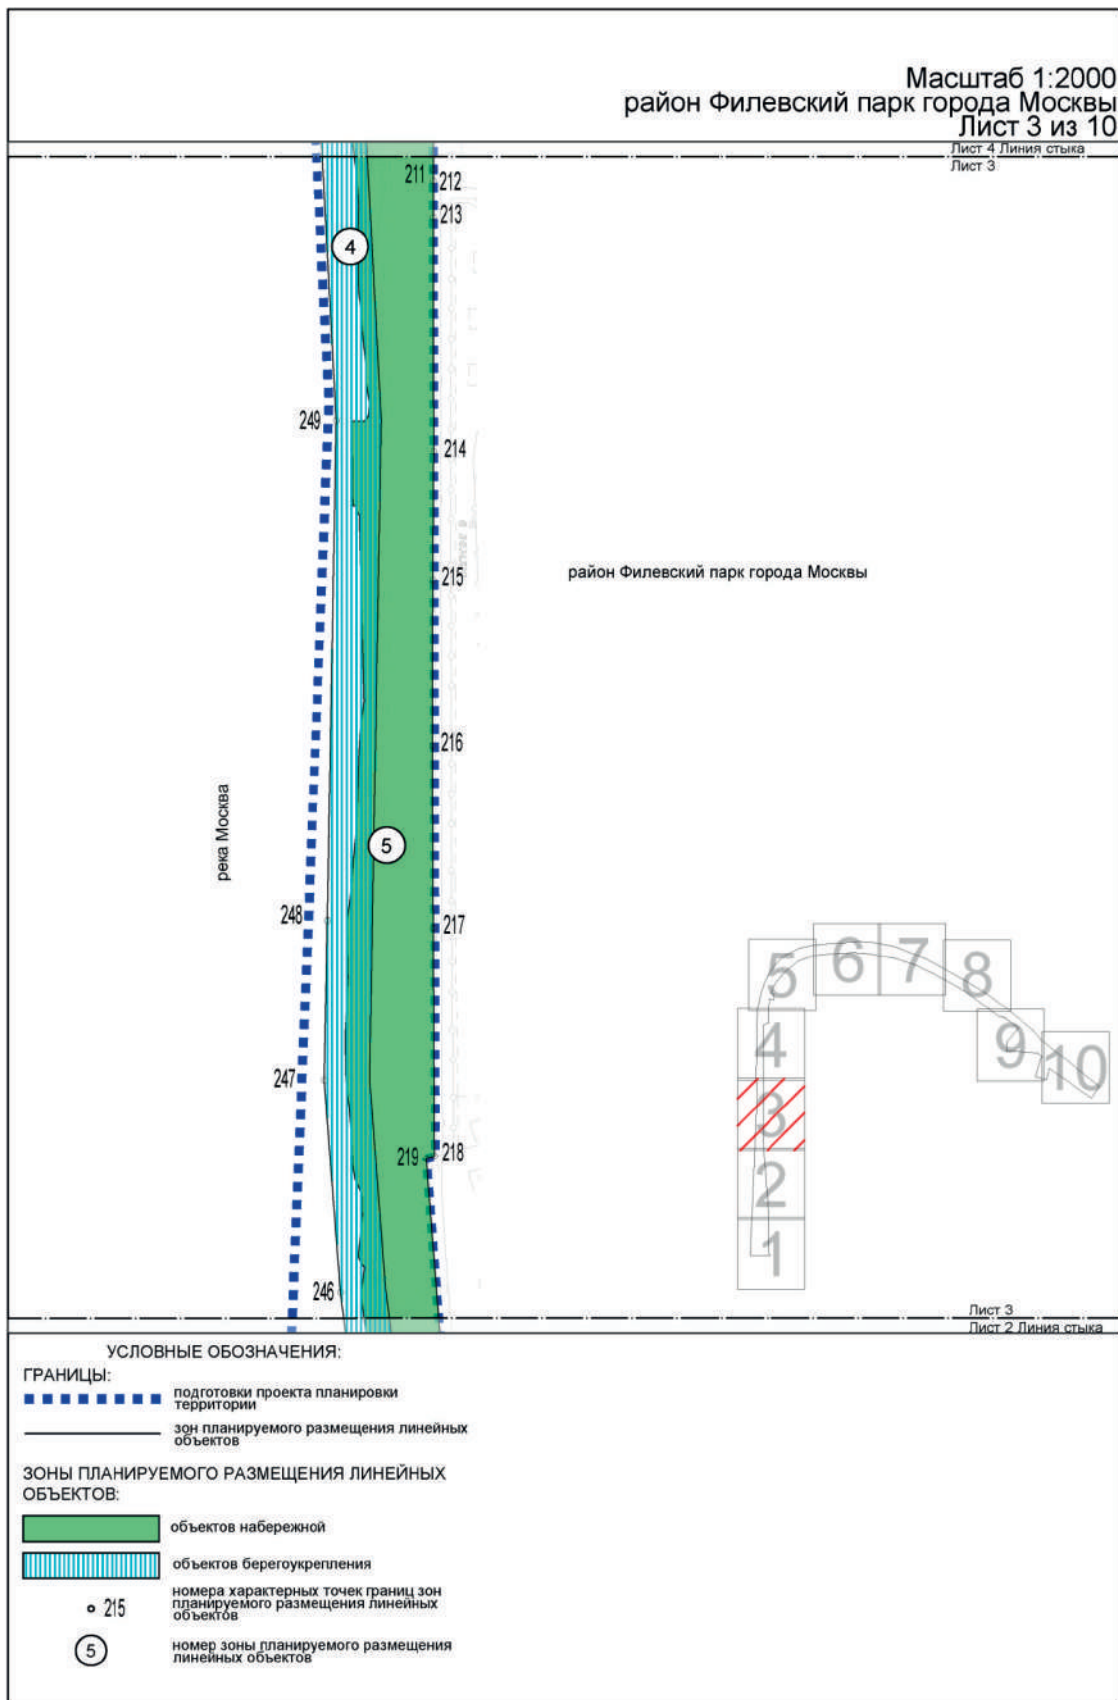 Масштаб 1:2000
район Филевский парк города Москвы
Лист 3 из 10
Лист 4 Линия стыка
Лист 3
211
212
213
4
249
214
215
район Филевский парк города Москвы
216
река Москва
5
248
217
5
6
7
8
4
9
10
247
3
219
218
2
1
246
Лист 3
Лист 2 Линия стыка
УСЛОВНЫЕ ОБОЗНАЧЕНИЯ:
ГРАНИЦЫ:
подготовки проекта планировки
территории
зон планируемого размещения линейных
объектов
ЗОНЫ ПЛАНИРУЕМОГО РАЗМЕЩЕНИЯ ЛИНЕЙНЫХ
ОБЪЕКТОВ:
объектов набережной
объектов берегоукрепления
215
номера характерных точек границ зон
планируемого размещения линейных
объектов
5
номер зоны планируемого размещения
линейных объектов